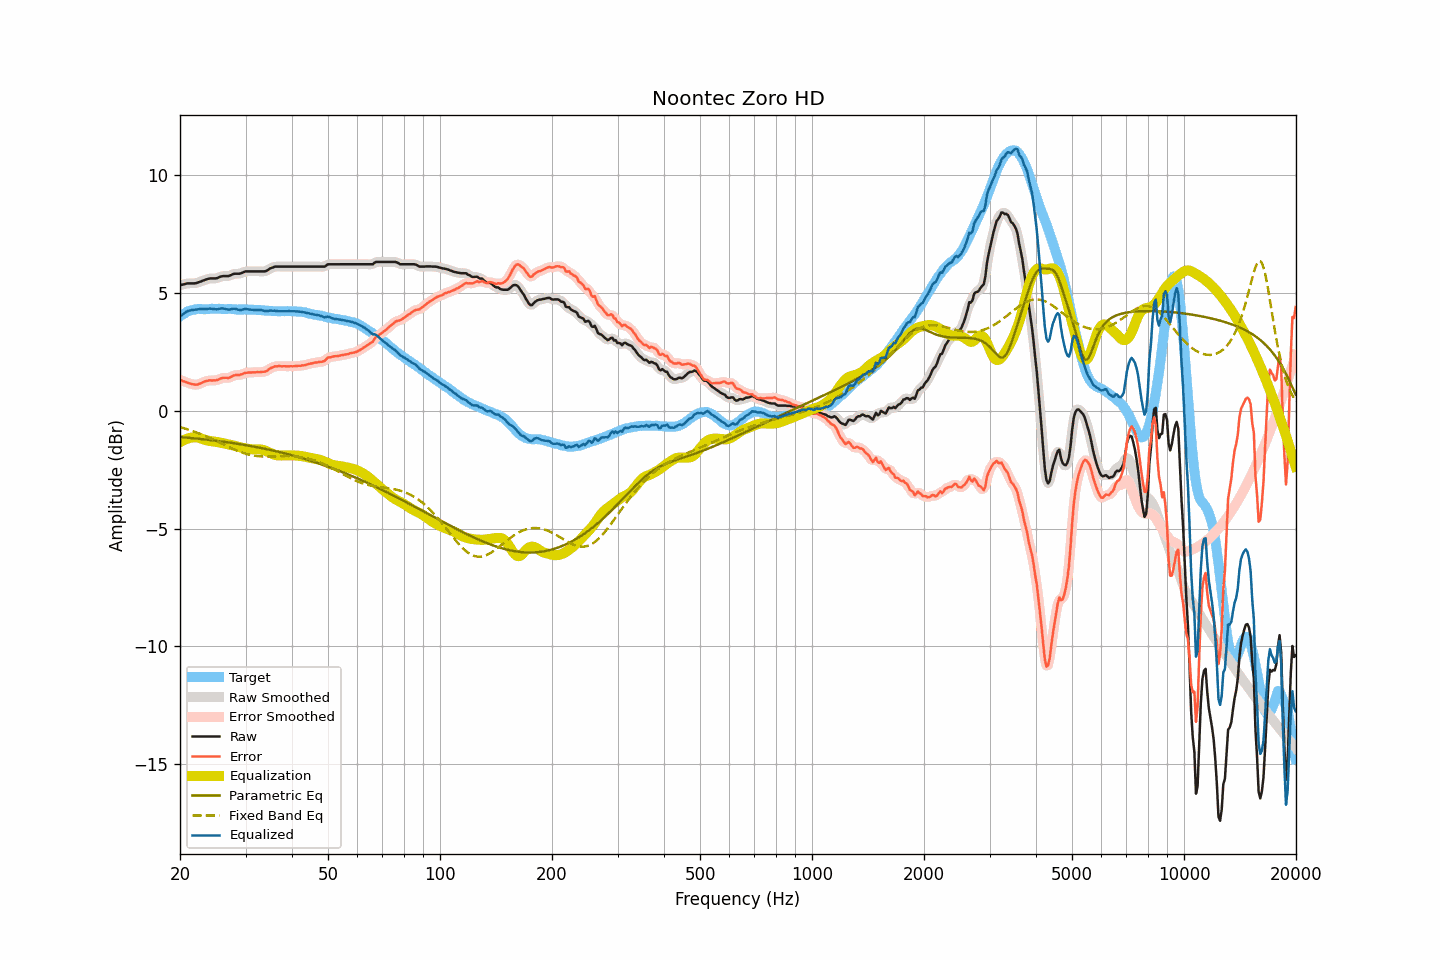 Noontec Zoro HD
10
5
0
−5
−10
−15
Amplitude (dBr)
Target
Raw Smoothed
Error Smoothed
Raw
Error
Equalization
Parametric Eq
Fixed Band Eq
Equalized
20 50 100 200 500 1000 2000 5000 10000 20000
Frequency (Hz)